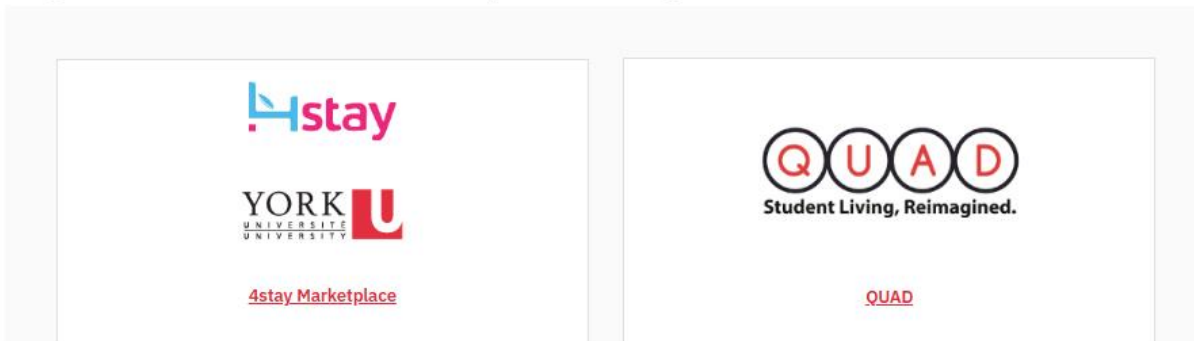 4stay
YORK U
UNIVERSITÉ
UNIVERSITY
4stay Marketplace
QUAD
Student Living, Reimagined.
QUAD